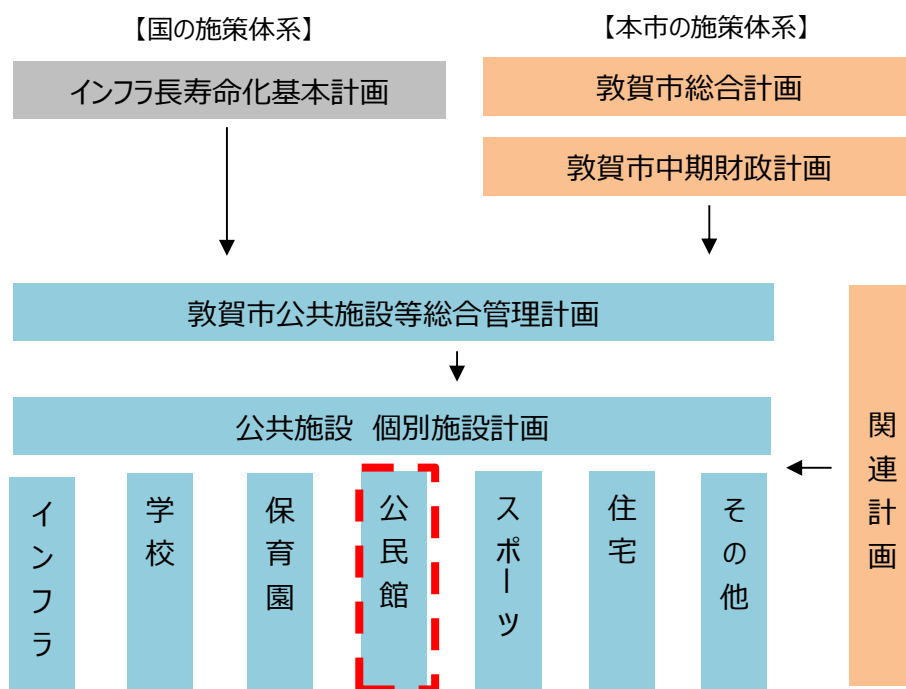 【国の施策体系】
【本市の施策体系】
インフラ長寿命化基本計画
敦賀市総合計画
敦賀市中期財政計画
敦賀市公共施設等総合管理計画
公共施設 個別施設計画
関連計画
インフラ
学校
保育園
公民館
スポーツ
住宅
その他